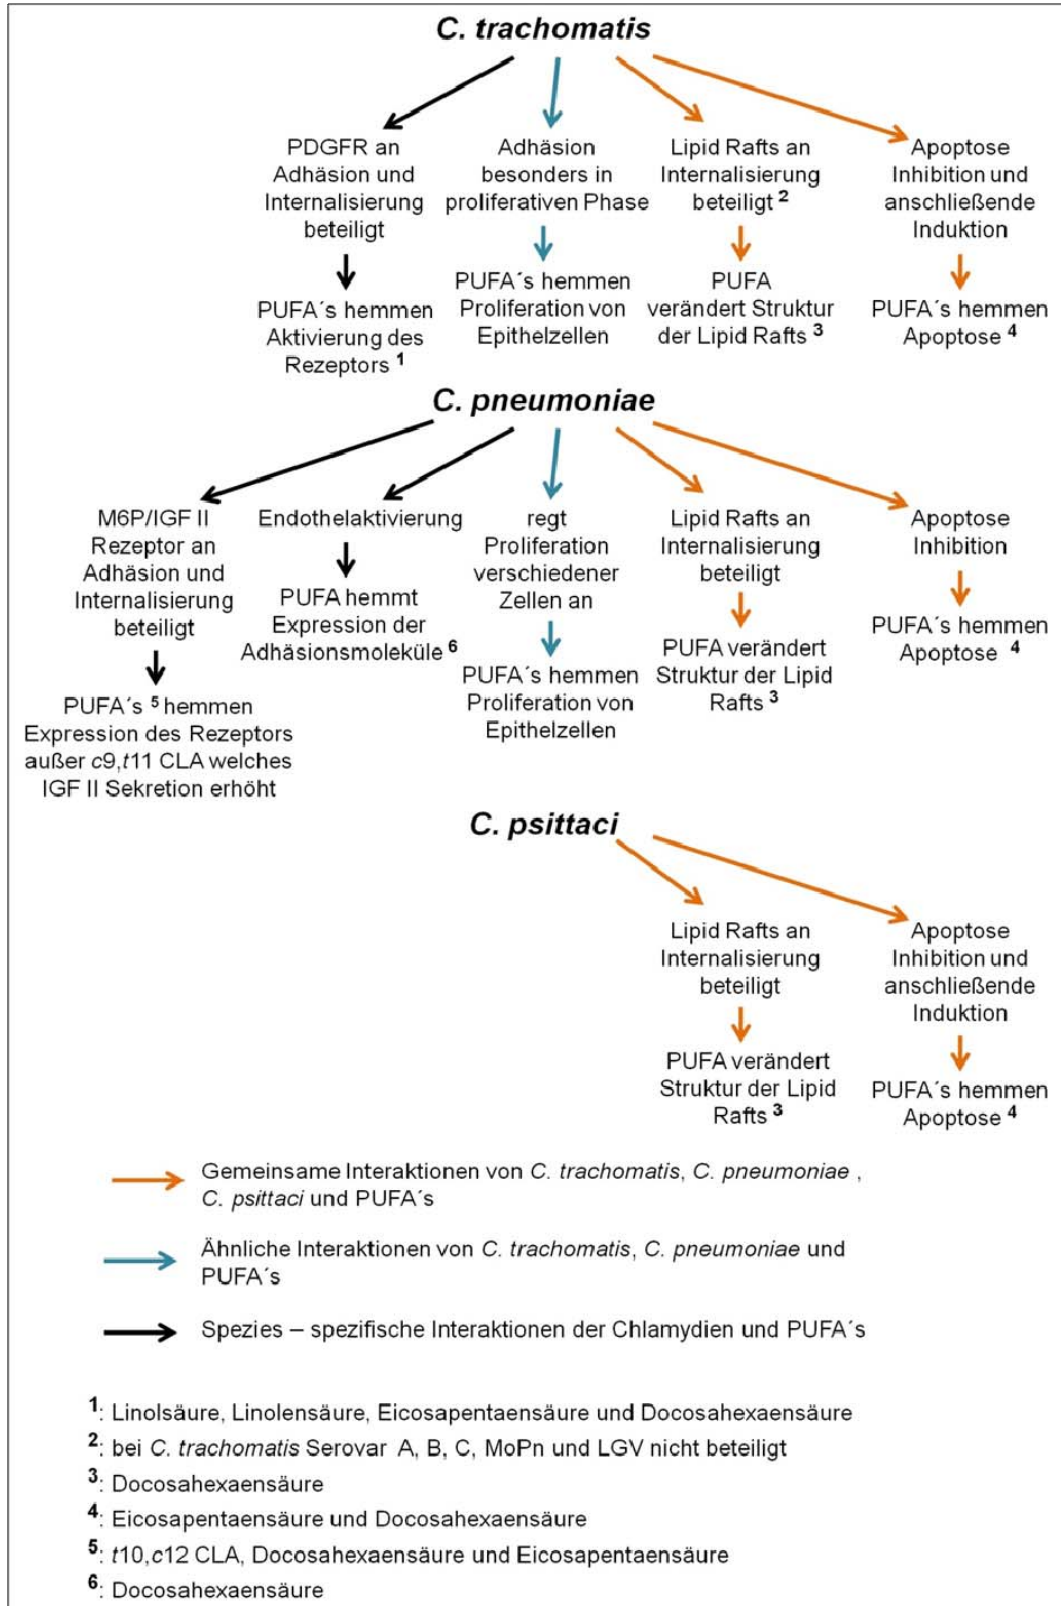 C. trachomatis
PDGFR an
Adhäsion und
Internalisierung
beteiligt
PUFA´s hemmen
Aktivierung des
Rezeptors 1
Adhäsion
besonders in
proliferativen Phase
PUFA´s hemmen
Proliferation von
Epithelzellen
Lipid Rafts an
Internalisierung
beteiligt 2
PUFA
verändert Struktur
der Lipid Rafts 3
Apoptose
Inhibition und
anschließende
Induktion
PUFA´s hemmen
Apoptose 4
C. pneumoniae
M6P/IGF II
Rezeptor an
Adhäsion und
Internalisierung
beteiligt
PUFA´s 5 hemmen
Expression des Rezeptors
außer c9,t11 CLA welches
IGF II Sekretion erhöht
Endothelaktivierung
PUFA hemmt
Expression der
Adhäsionsmoleküle 6
regt
Proliferation
verschiedener
Zellen an
PUFA´s hemmen
Proliferation von
Epithelzellen
Lipid Rafts an
Internalisierung
beteiligt
PUFA verändert
Struktur der Lipid
Rafts 3
Apoptose
Inhibition
PUFA´s hemmen
Apoptose 4
C. psittaci
Lipid Rafts an
Internalisierung
beteiligt
PUFA verändert
Struktur der Lipid
Rafts 3
Apoptose
Inhibition und
anschließende
Induktion
PUFA´s hemmen
Apoptose 4
Gemeinsame Interaktionen von C. trachomatis, C. pneumoniae ,
C. psittaci und PUFA´s
Ähnliche Interaktionen von C. trachomatis, C. pneumoniae und
PUFA´s
Spezies – spezifische Interaktionen der Chlamydien und PUFA´s
1: Linolsäure, Linolensäure, Eicosapentaensäure und Docosahexaensäure
2: bei C. trachomatis Serovar A, B, C, MoPn und LGV nicht beteiligt
3: Docosahexaensäure
4: Eicosapentaensäure und Docosahexaensäure
5: t10,c12 CLA, Docosahexaensäure und Eicosapentaensäure
6: Docosahexaensäure